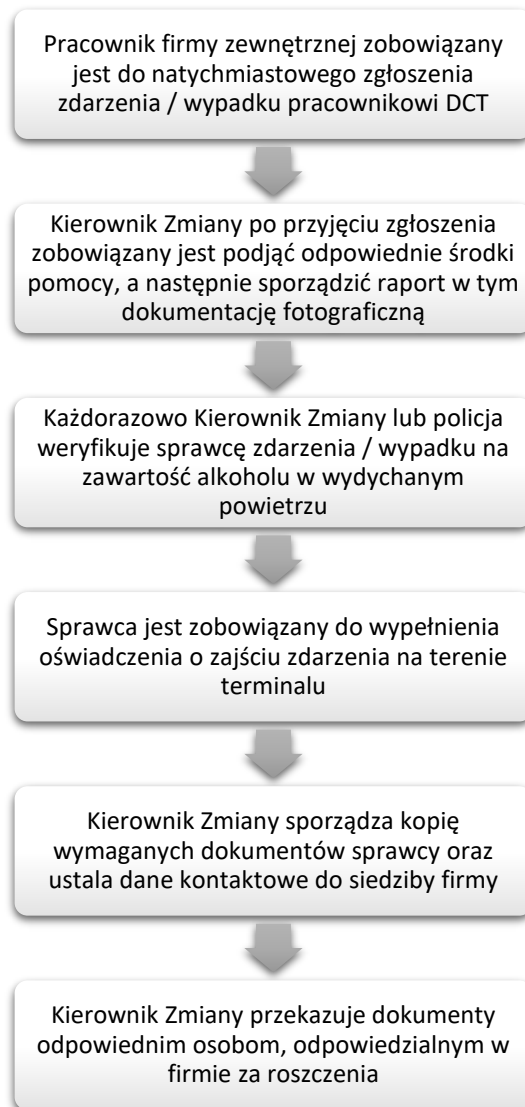 Pracownik firmy zewnętrznej zobowiązany
jest do natychmiastowego zgłoszenia
zdarzenia / wypadku pracownikowi DCT
Kierownik Zmiany po przyjęciu zgłoszenia
zobowiązany jest podjąć odpowiednie środki
pomocy, a następnie sporządzić raport w tym
dokumentację fotograficzną
Każdorazowo Kierownik Zmiany lub policja
weryfikuje sprawcę zdarzenia / wypadku na
zawartość alkoholu w wydychanym
powietrzu
Sprawca jest zobowiązany do wypełnienia
oświadczenia o zajściu zdarzenia na terenie
terminalu
Kierownik Zmiany sporządza kopię
wymaganych dokumentów sprawcy oraz
ustala dane kontaktowe do siedziby firmy
Kierownik Zmiany przekazuje dokumenty
odpowiednim osobom, odpowiedzialnym w
firmie za roszczenia